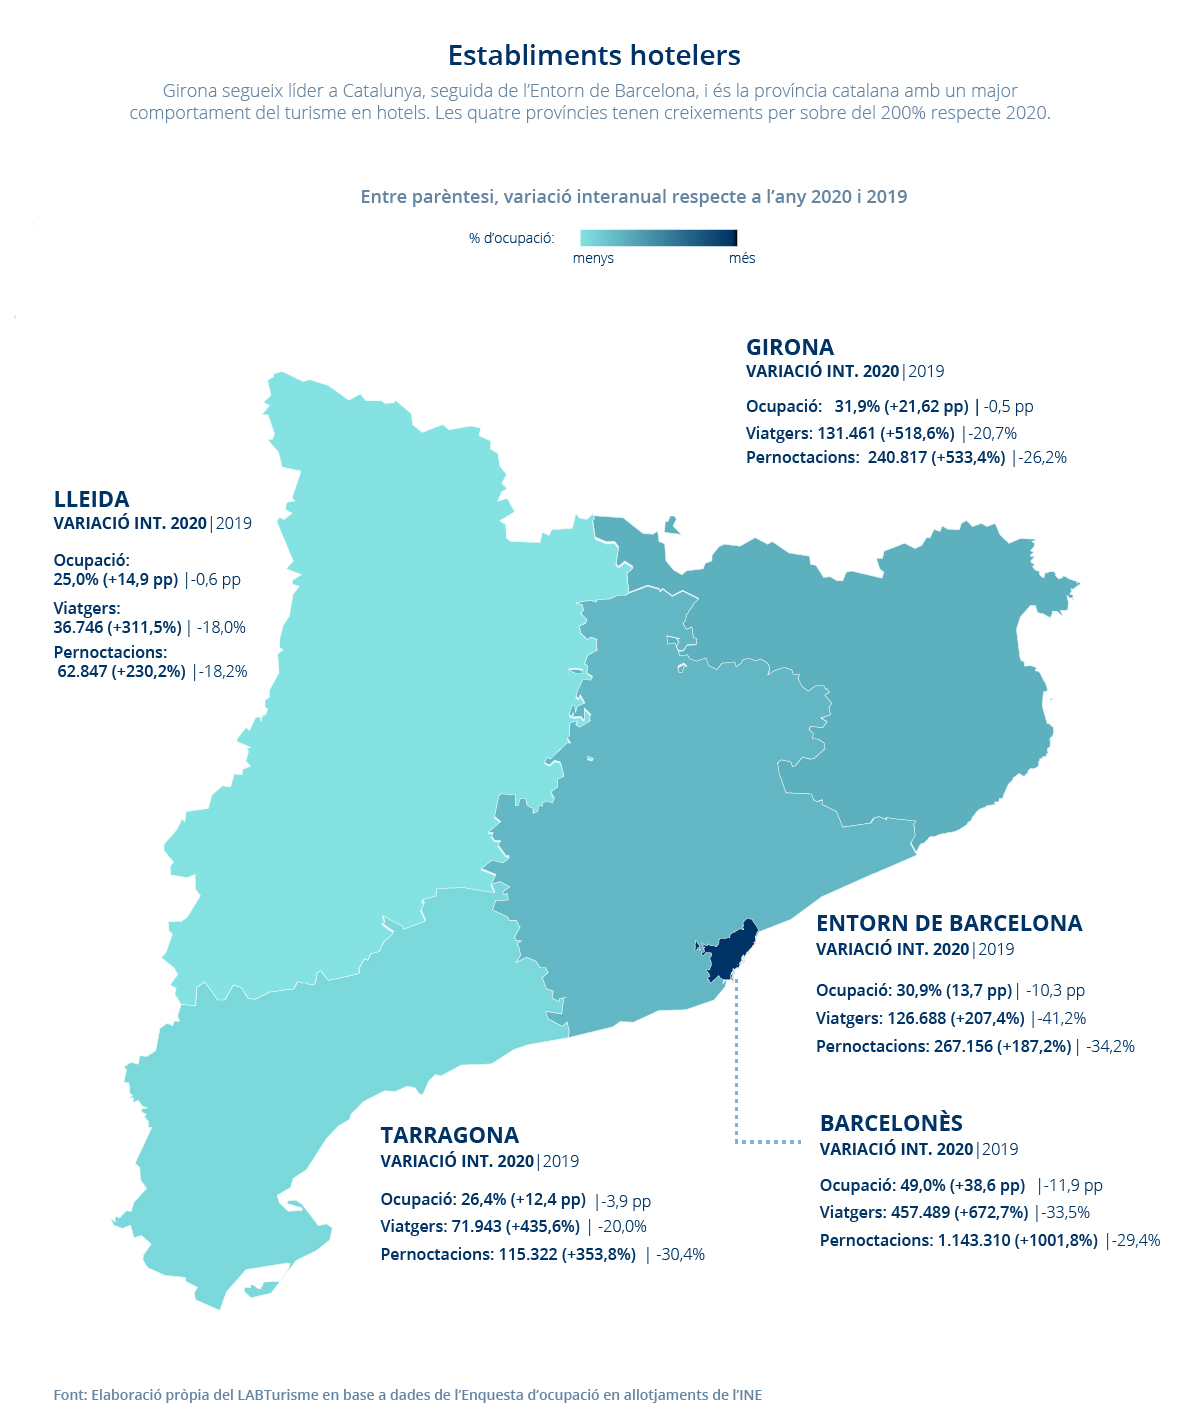 Establiments hotelers
Girona segueix líder a Catalunya, seguida de l’Entorn de Barcelona, i és la província catalana amb un major
comportament del turisme en hotels. Les quatre províncies tenen creixements per sobre del 200% respecte 2020.
Entre parèntesi, variació interanual respecte a l’any 2020 i 2019
% d’ocupació:
menys més
GIRONA
VARIACIÓ INT. 2020|2019
Ocupació: 31,9% (+21,62 pp) | -0,5 pp
Viatgers: 131.461 (+518,6%) |-20,7%
Pernoctacions: 240.817 (+533,4%) |-26,2%
LLEIDA
VARIACIÓ INT. 2020|2019
Ocupació:
25,0% (+14,9 pp) |-0,6 pp
Viatgers:
36.746 (+311,5%) | -18,0%
Pernoctacions:
62.847 (+230,2%) |-18,2%
ENTORN DE BARCELONA
VARIACIÓ INT. 2020|2019
Ocupació: 30,9% (13,7 pp)| -10,3 pp
Viatgers: 126.688 (+207,4%) |-41,2%
Pernoctacions: 267.156 (+187,2%)| -34,2%
TARRAGONA
VARIACIÓ INT. 2020|2019
Ocupació: 26,4% (+12,4 pp) |-3,9 pp
Viatgers: 71.943 (+435,6%) | -20,0%
Pernoctacions: 115.322 (+353,8%) | -30,4%
BARCELONÈS
VARIACIÓ INT. 2020|2019
Ocupació: 49,0% (+38,6 pp) |-11,9 pp
Viatgers: 457.489 (+672,7%) |-33,5%
Pernoctacions: 1.143.310 (+1001,8%) |-29,4%
Font: Elaboració pròpia del LABTurisme en base a dades de l’Enquesta d’ocupació en allotjaments de l’INE